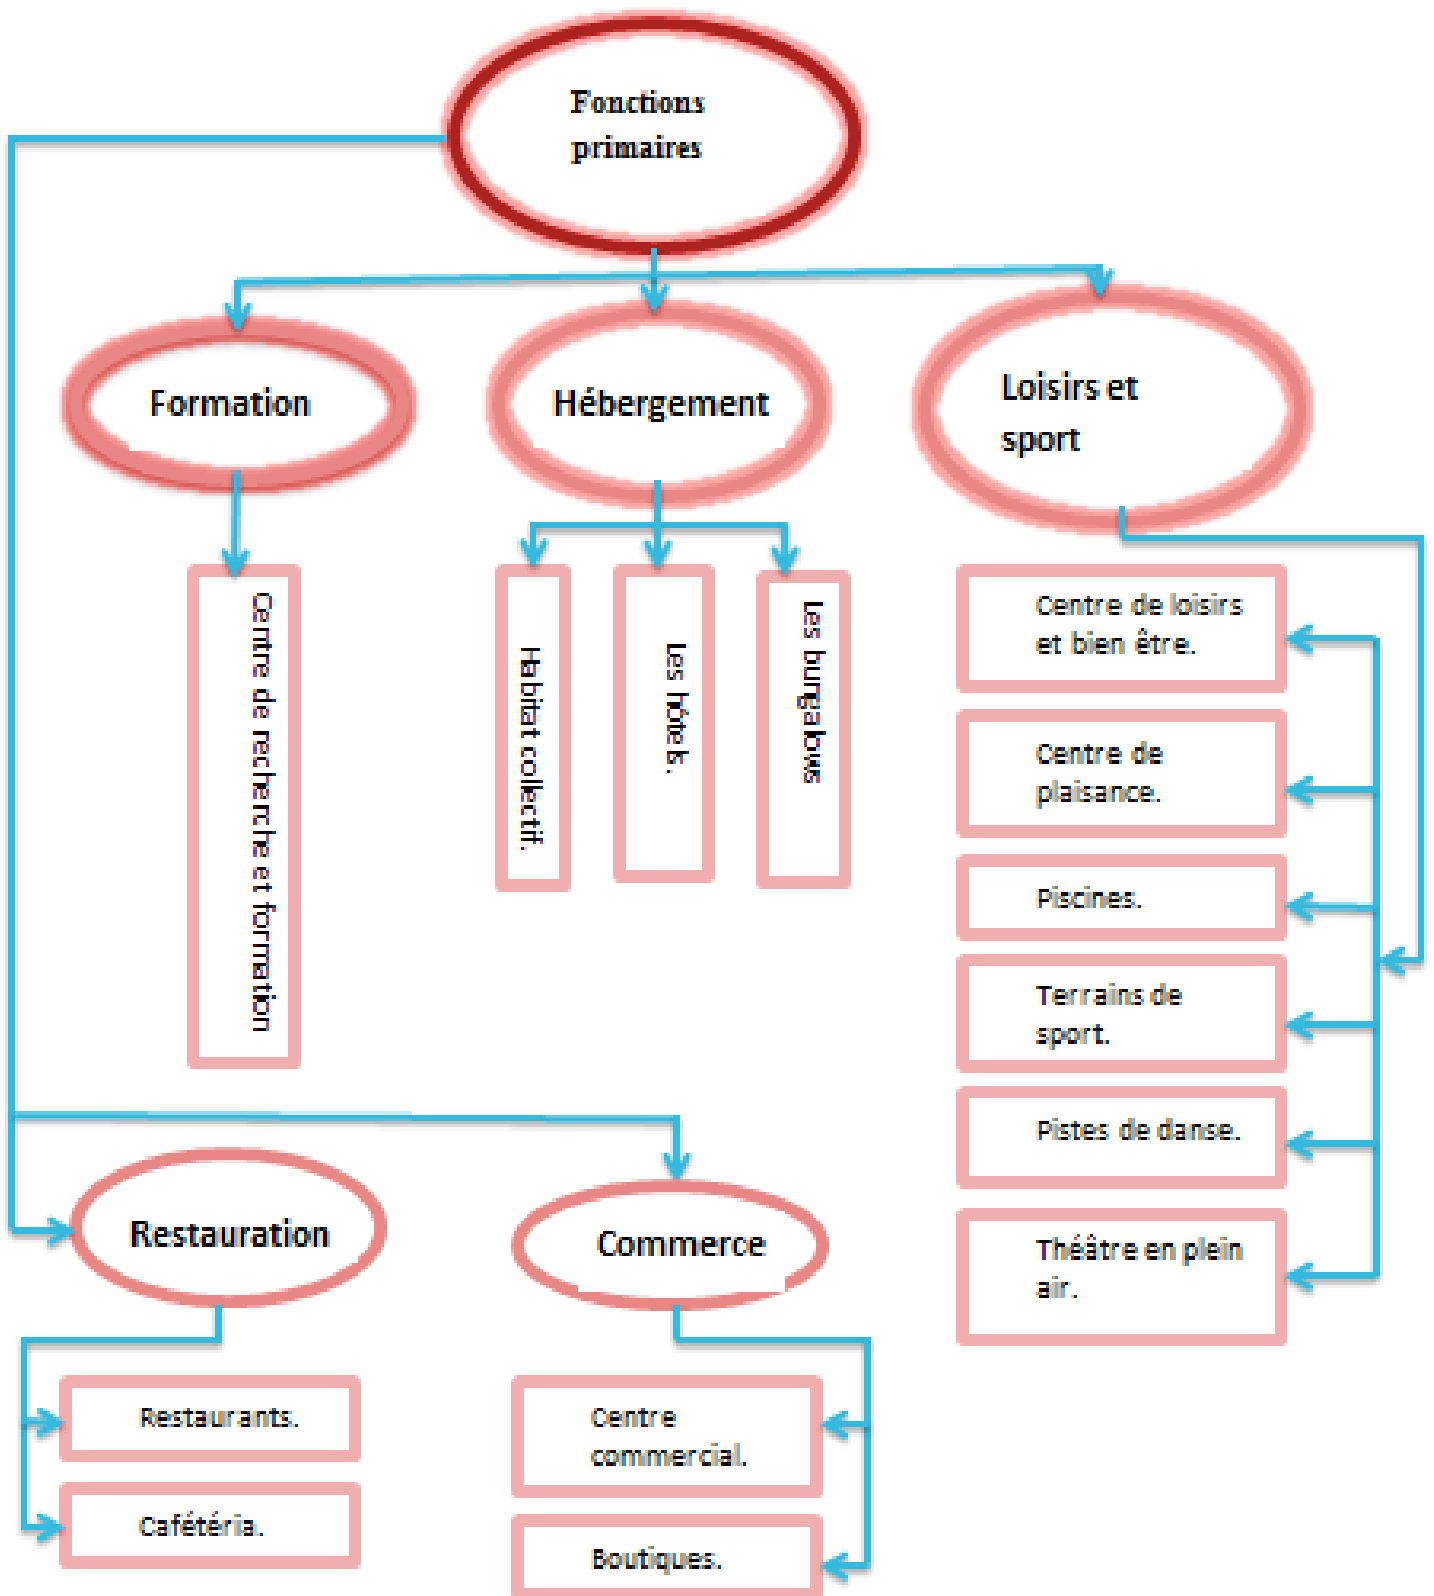 Fonctions
primaires
Formation
Hébergement
Loisirs et
sport
Centre de recherche et formation
Habitat collectif.
Les hôtels.
Les bungalows
Centre de loisirs
et bien être.
Centre de
plaisance.
Piscines.
Terrains de
sport.
Pistes de danse.
Théâtre en plein
air.
Restauration
Commerce
Restaurants.
Cafétéria.
Centre
commercial.
Boutiques.